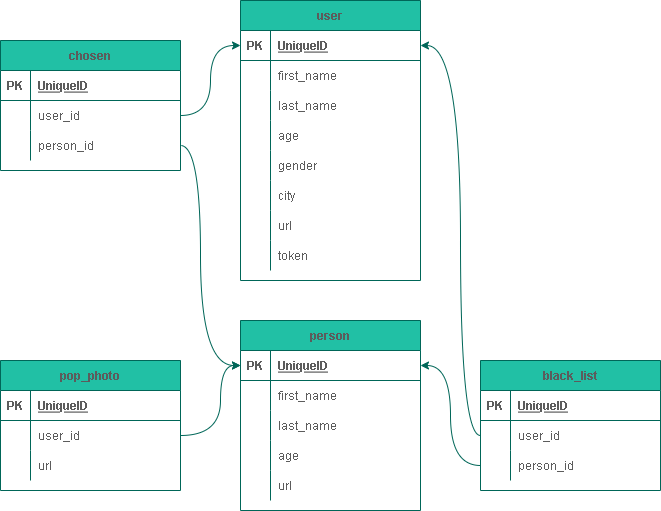 user
PK UniqueID
first_name
last_name
age
gender
city
url
token
chosen
PK UniqueID
user_id
person_id
person
PK UniqueID
first_name
last_name
age
url
pop_photo
PK UniqueID
user_id
url
black_list
PK UniqueID
user_id
person_id